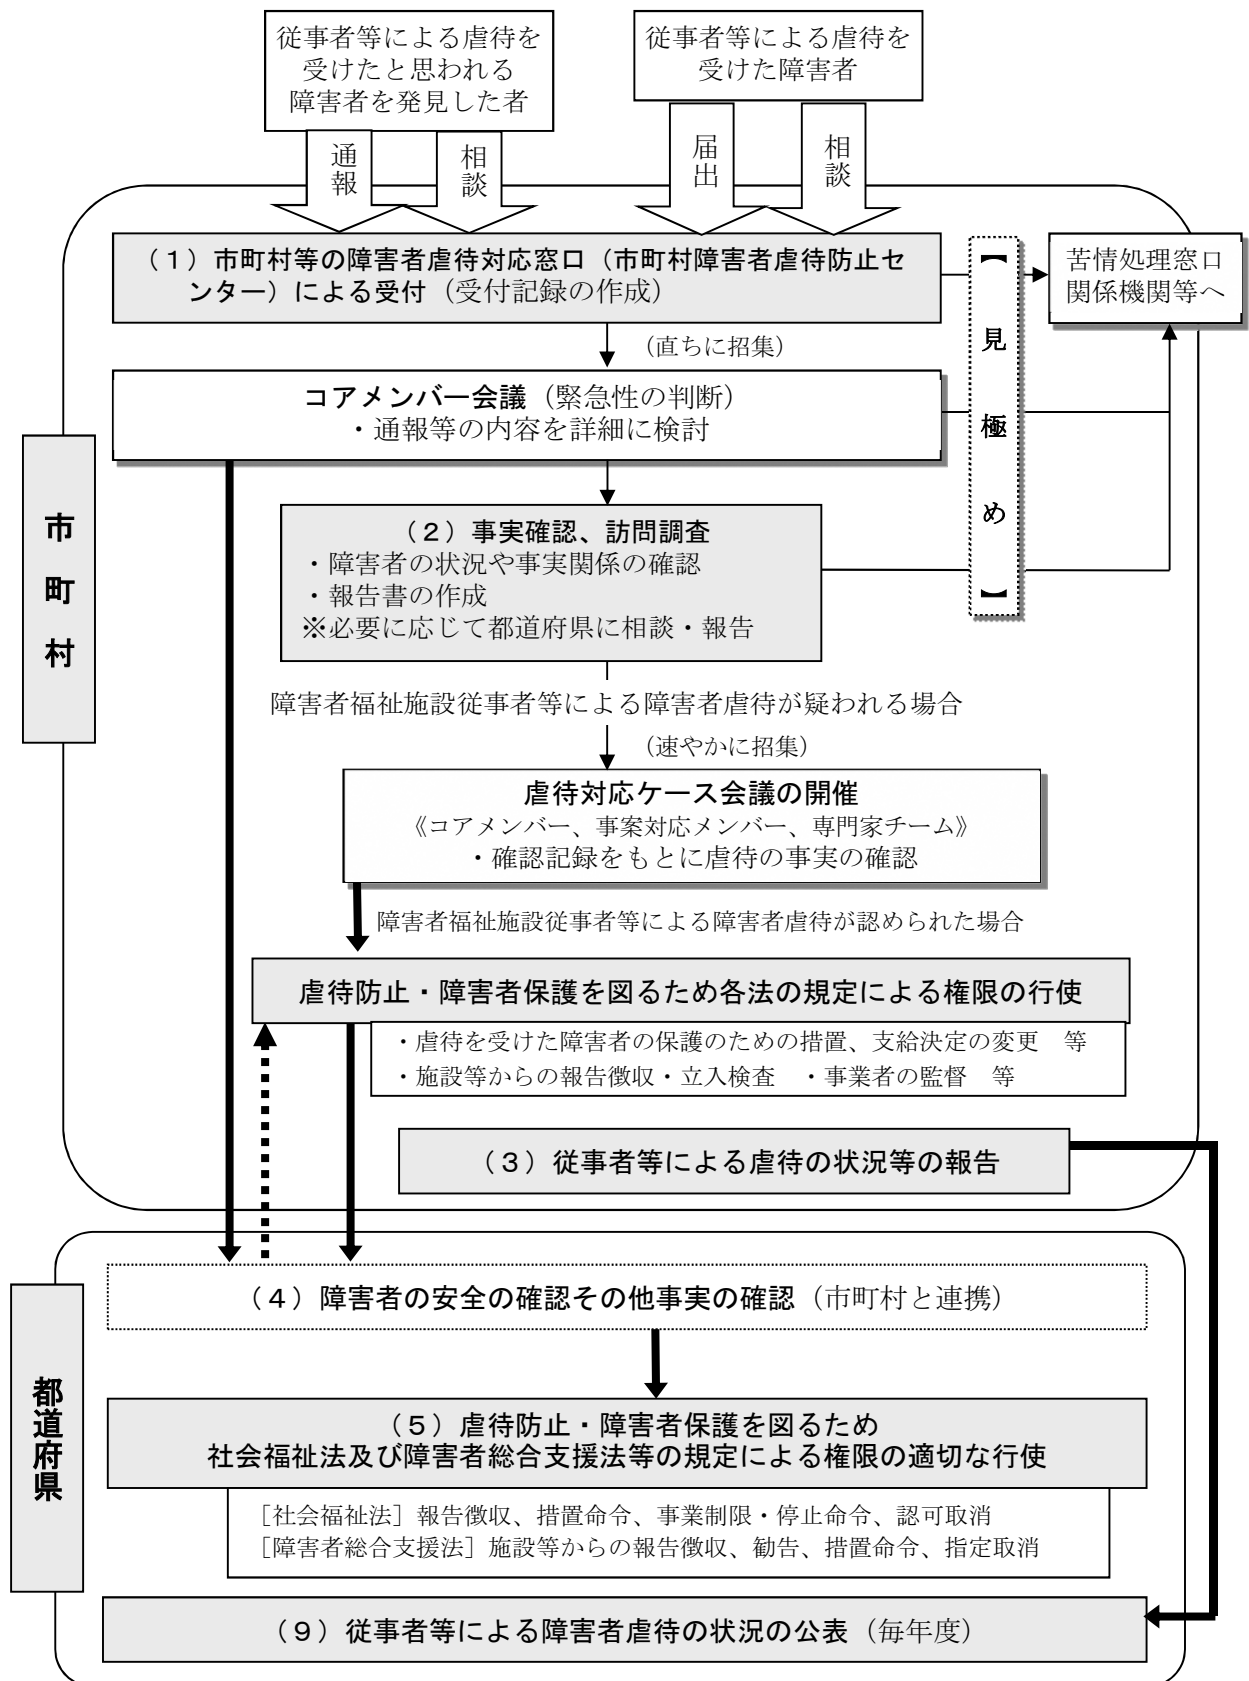 従事者等による虐待を
受けたと思われる
障害者を発見した者
従事者等による虐待を
受けた障害者
通報
相談
届出
相談
（１）市町村等の障害者虐待対応窓口（市町村障害者虐待防止セ
ンター）による受付（受付記録の作成）
【見極め】
苦情処理窓口
関係機関等へ
（直ちに招集）
コアメンバー会議（緊急性の判断）
・通報等の内容を詳細に検討
市町村
（２）事実確認、訪問調査
・障害者の状況や事実関係の確認
・報告書の作成
※必要に応じて都道府県に相談・報告
障害者福祉施設従事者等による障害者虐待が疑われる場合
（速やかに招集）
虐待対応ケース会議の開催
《コアメンバー、事案対応メンバー、専門家チーム》
・確認記録をもとに虐待の事実の確認
障害者福祉施設従事者等による障害者虐待が認められた場合
虐待防止・障害者保護を図るため各法の規定による権限の行使
・虐待を受けた障害者の保護のための措置、支給決定の変更　等
・施設等からの報告徴収・立入検査　・事業者の監督　等
（３）従事者等による虐待の状況等の報告
都道府県
（４）障害者の安全の確認その他事実の確認（市町村と連携）
（５）虐待防止・障害者保護を図るため
社会福祉法及び障害者総合支援法等の規定による権限の適切な行使
［社会福祉法］報告徴収、措置命令、事業制限・停止命令、認可取消
［障害者総合支援法］施設等からの報告徴収、勧告、措置命令、指定取消
（９）従事者等による障害者虐待の状況の公表（毎年度）